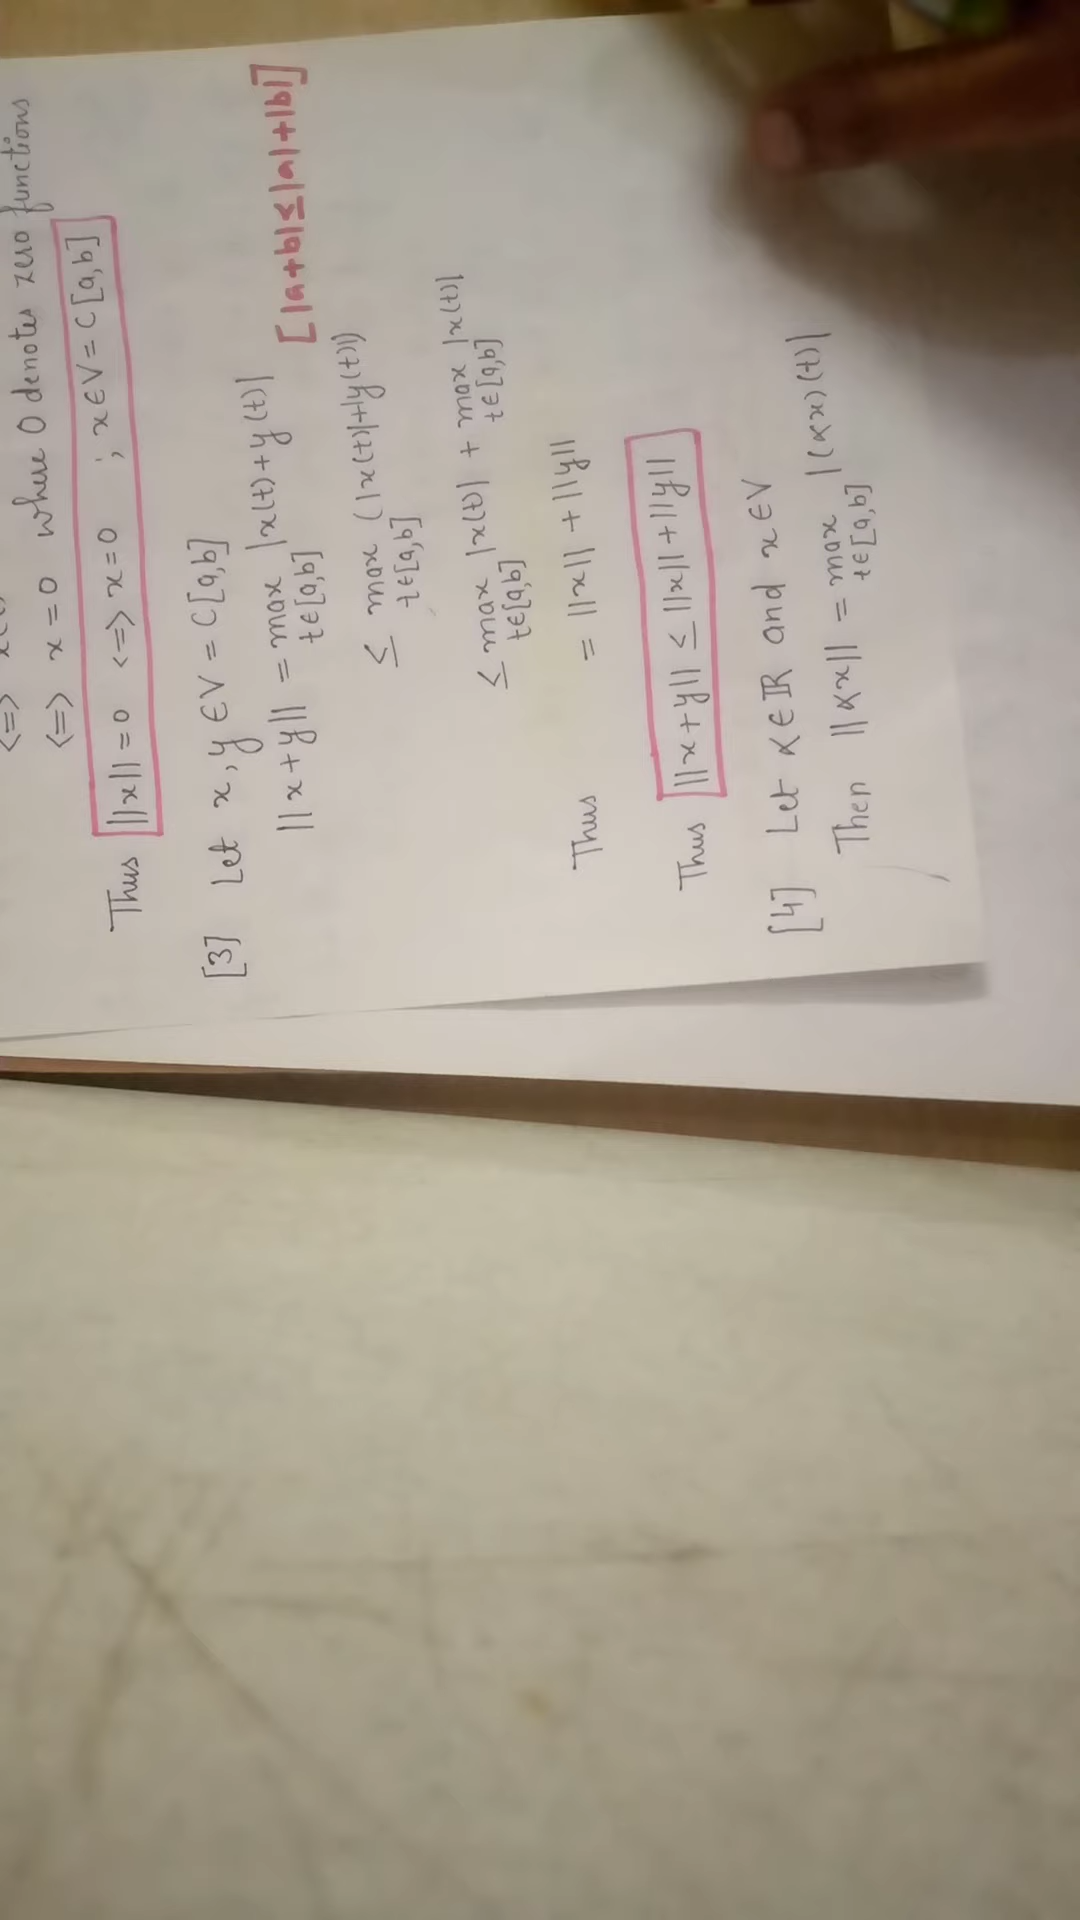 <=> x = 0 where 0 denotes zero functions
Thus ||x|| = 0 <=> x = 0 ; x ∈ V = C[a,b]
[3] Let x, y ∈ V = C[a,b]
||x + y|| = max |x(t) + y(t)| [|a+b| ≤ |a|+|b|]
t∈[a,b]
≤ max (|x(t)|+|y(t)|)
t∈[a,b]
≤ max |x(t)| + max |x(t)|
t∈[a,b] t∈[a,b]
Thus = ||x|| + ||y||
Thus ||x+y|| ≤ ||x|| + ||y||
[4] Let α ∈ ℝ and x ∈ V
Then ||αx|| = max |(αx)(t)|
t∈[a,b]